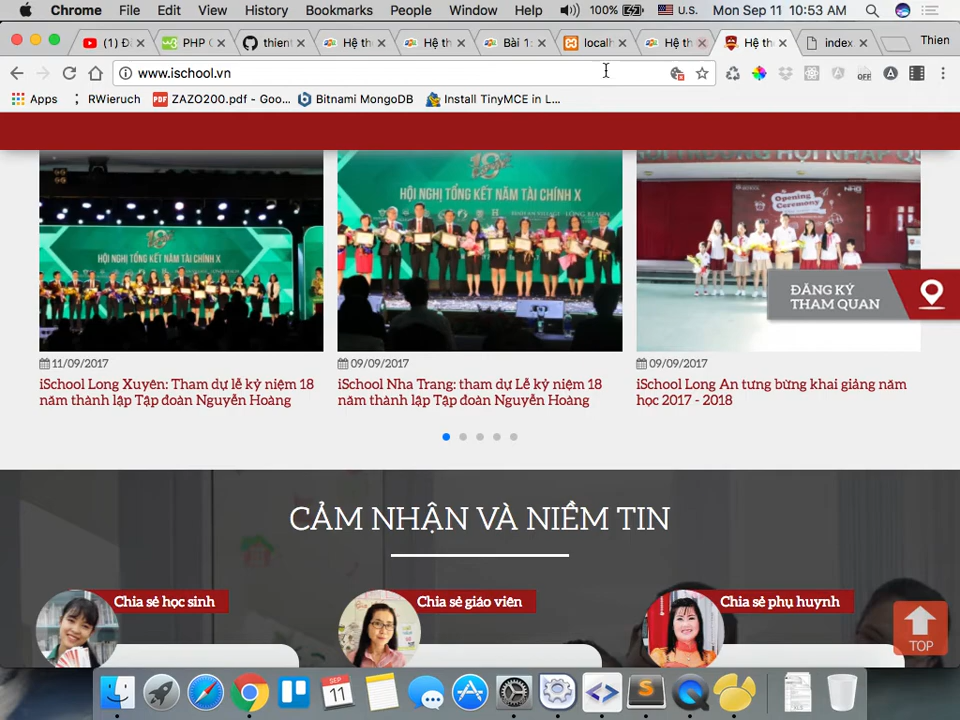 Chrome File Edit View History Bookmarks People Window Help 100% U.S. Mon Sep 11 10:53 AM
(1) Đ PHP ( thient Hệ th Hệ th Bài 1: localh Hệ th Hệ th index Thien
www.ischool.vn
Apps RWieruch ZAZO200.pdf - Goo... Bitnami MongoDB Install TinyMCE in L...
HỘI NGHỊ TỔNG KẾT NĂM TÀI CHÍNH X
HỘI NGHỊ TỔNG KẾT NĂM TÀI CHÍNH X
Opening Ceremony
ĐĂNG KÝ
THAM QUAN
11/09/2017 09/09/2017 09/09/2017
iSchool Long Xuyên: Tham dự lễ kỷ niệm 18
năm thành lập Tập đoàn Nguyễn Hoàng
iSchool Nha Trang: tham dự Lễ kỷ niệm 18
năm thành lập Tập đoàn Nguyễn Hoàng
iSchool Long An tưng bừng khai giảng năm
học 2017 - 2018
CẢM NHẬN VÀ NIỀM TIN
Chia sẻ học sinh Chia sẻ giáo viên Chia sẻ phụ huynh
TOP
SEP
11